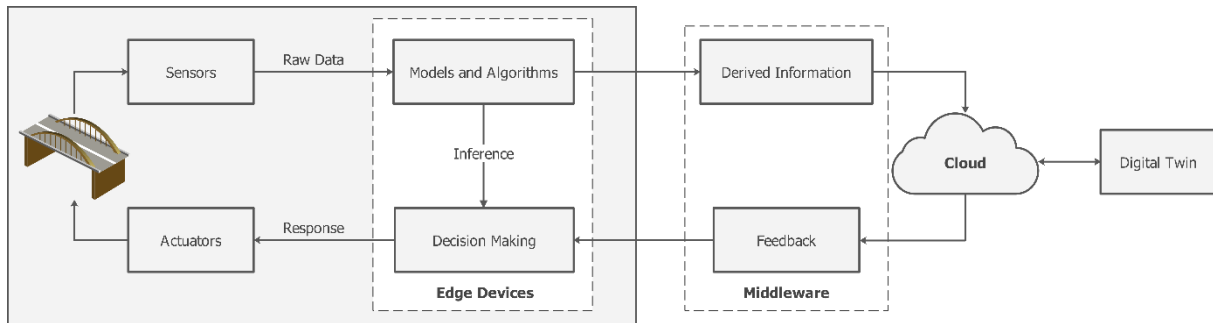 Sensors
Raw Data
Models and Algorithms
Derived Information
Inference
Cloud
Digital Twin
Actuators
Response
Decision Making
Feedback
Edge Devices
Middleware